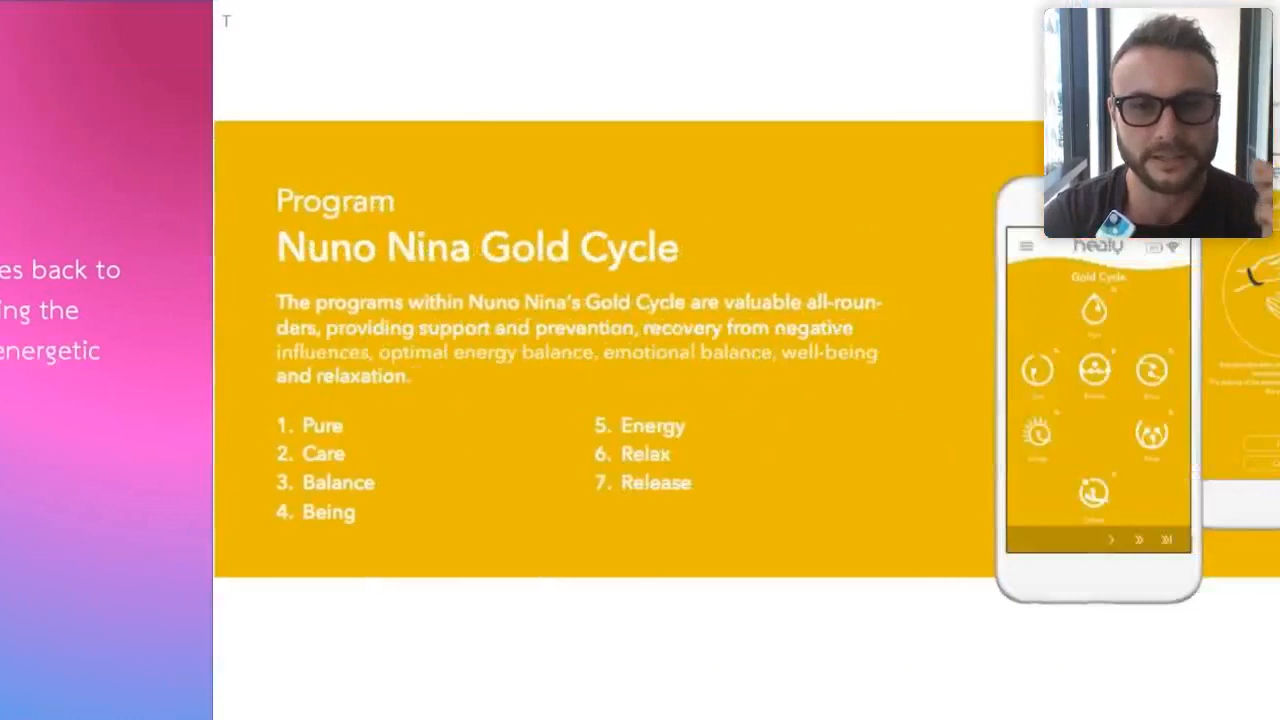 T
es back to
ing the
energetic
Program
Nuno Nina Gold Cycle
The programs within Nuno Nina's Gold Cycle are valuable all-roun-
ders, providing support and prevention, recovery from negative
influences, optimal energy balance, emotional balance, well-being
and relaxation.
1. Pure
2. Care
3. Balance
4. Being
5. Energy
6. Relax
7. Release
healy
Gold Cycle